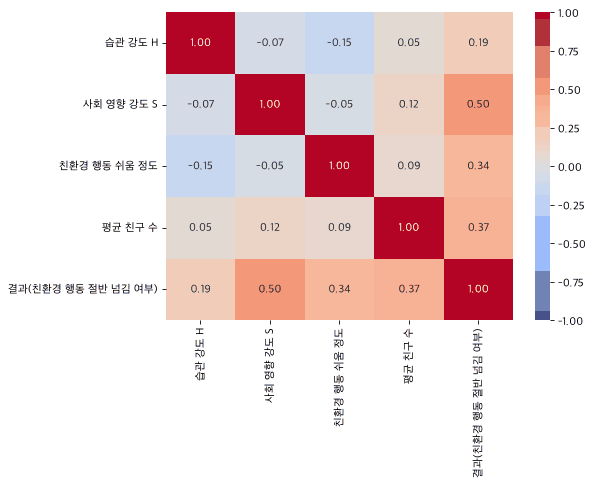 습관 강도 H
1.00 -0.07 -0.15 0.05 0.19
사회 영향 강도 S
-0.07 1.00 -0.05 0.12 0.50
친환경 행동 쉬움 정도
-0.15 -0.05 1.00 0.09 0.34
평균 친구 수
0.05 0.12 0.09 1.00 0.37
결과(친환경 행동 절반 넘김 여부)
0.19 0.50 0.34 0.37 1.00
습관 강도 H
사회 영향 강도 S
친환경 행동 쉬움 정도
평균 친구 수
결과(친환경 행동 절반 넘김 여부)
1.00
0.75
0.50
0.25
0.00
-0.25
-0.50
-0.75
-1.00